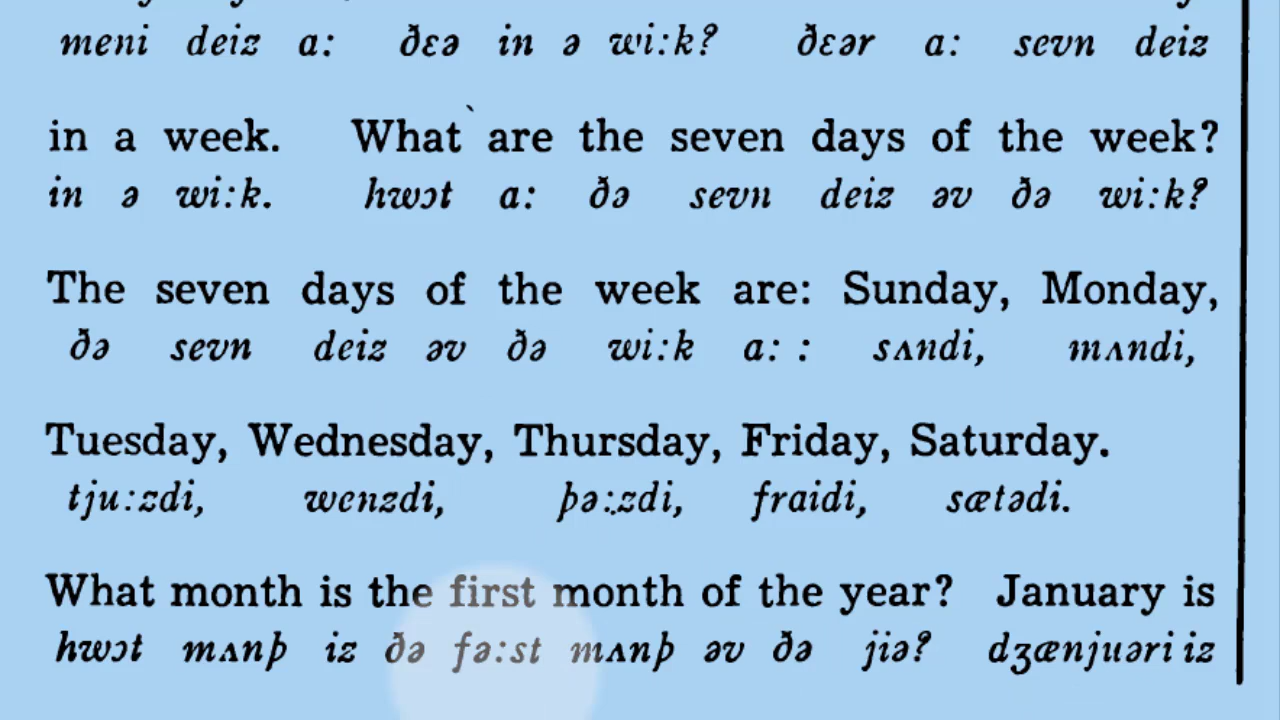 meni deiz a: ðɛə in ə wi:k? ðɛər a: sevn deiz
in a week. What are the seven days of the week?
in ə wi:k. hwɔt a: ðə sevn deiz əv ðə wi:k?
The seven days of the week are: Sunday, Monday,
ðə sevn deiz əv ðə wi:k a: : sʌndi, mʌndi,
Tuesday, Wednesday, Thursday, Friday, Saturday.
tju:zdi, wenzdi, þə:zdi, fraidi, sætədi.
What month is the first month of the year? January is
hwɔt mʌnþ iz ðə fə:st mʌnþ əv ðə jiə? dʒænjuəri iz